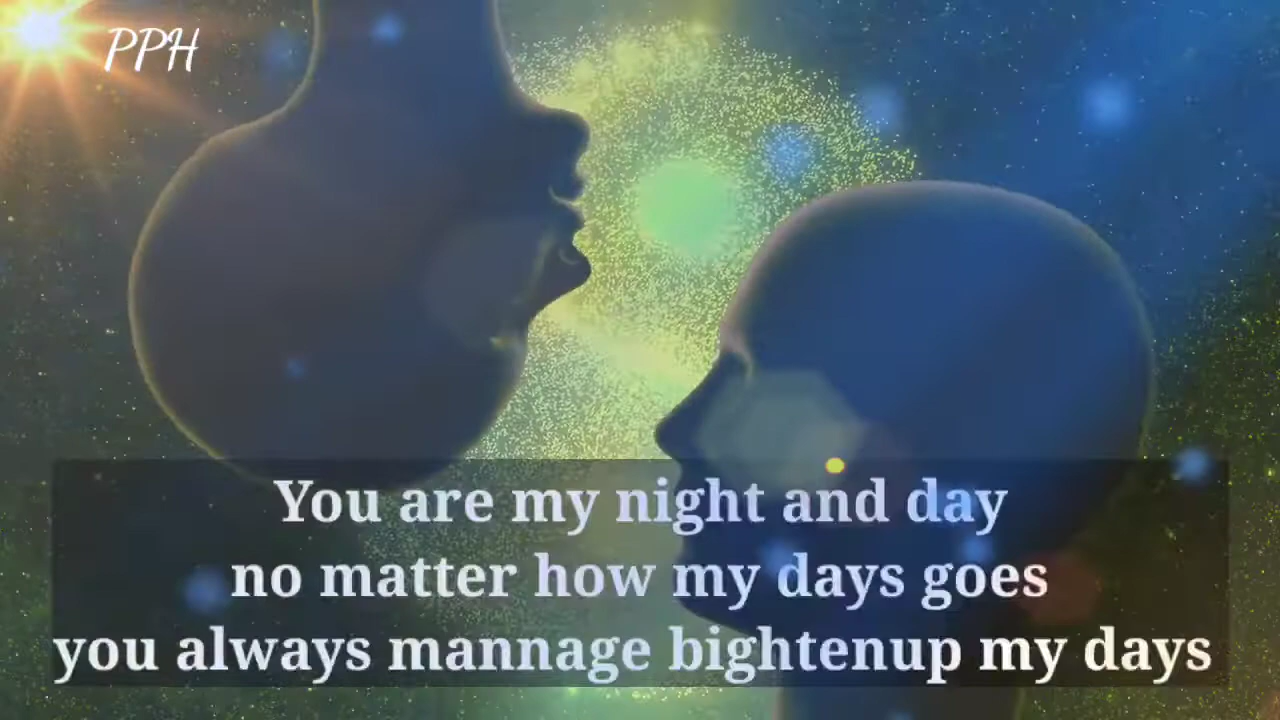 PPH
You are my night and day
no matter how my days goes
you always mannage bightenup my days